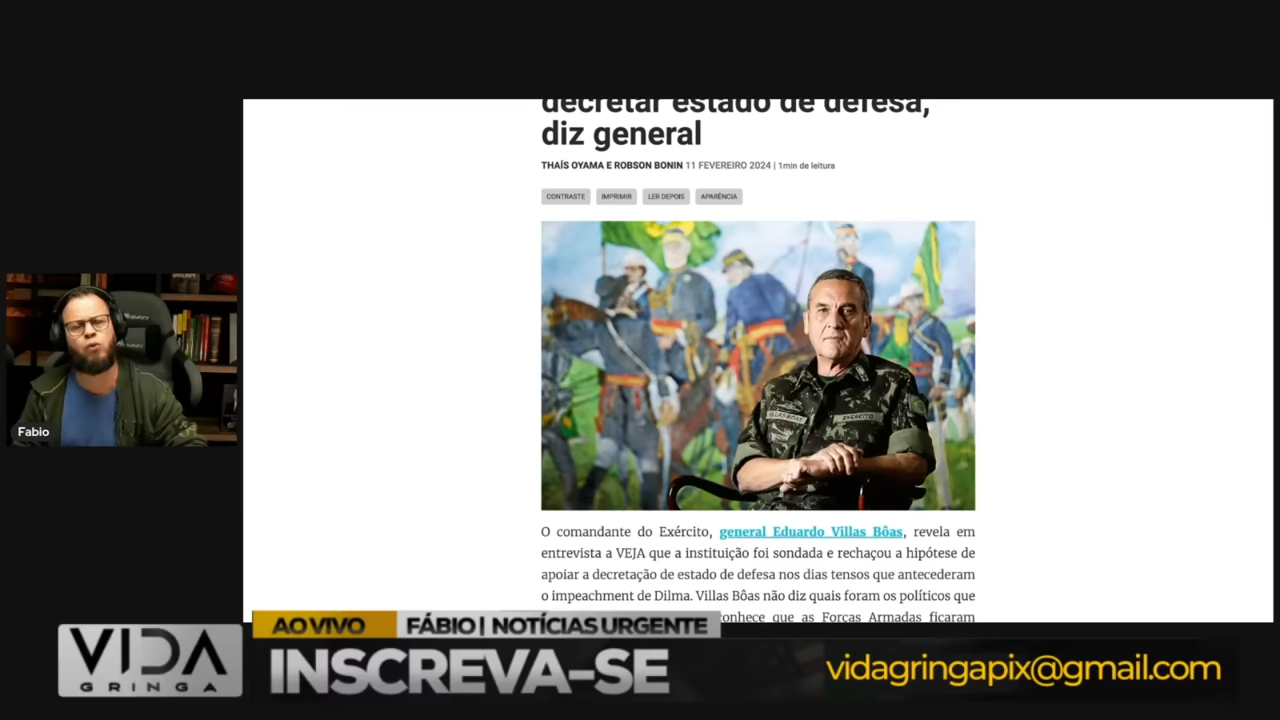 decretar estado de defesa,
diz general
THAÍS OYAMA E ROBSON BONIN 11 FEVEREIRO 2024 | 1min de leitura
CONTRASTE IMPRIMIR LER DEPOIS APARÊNCIA
VILLAS BÔAS EXERCITO
O comandante do Exército, general Eduardo Villas Bôas, revela em
entrevista a VEJA que a instituição foi sondada e rechaçou a hipótese de
apoiar a decretação de estado de defesa nos dias tensos que antecederam
o impeachment de Dilma. Villas Bôas não diz quais foram os políticos que
conhece que as Forças Armadas ficaram
Fabio
AO VIVO FÁBIO | NOTÍCIAS URGENTE
VIDA
GRINGA
INSCREVA-SE
vidagringapix@gmail.com